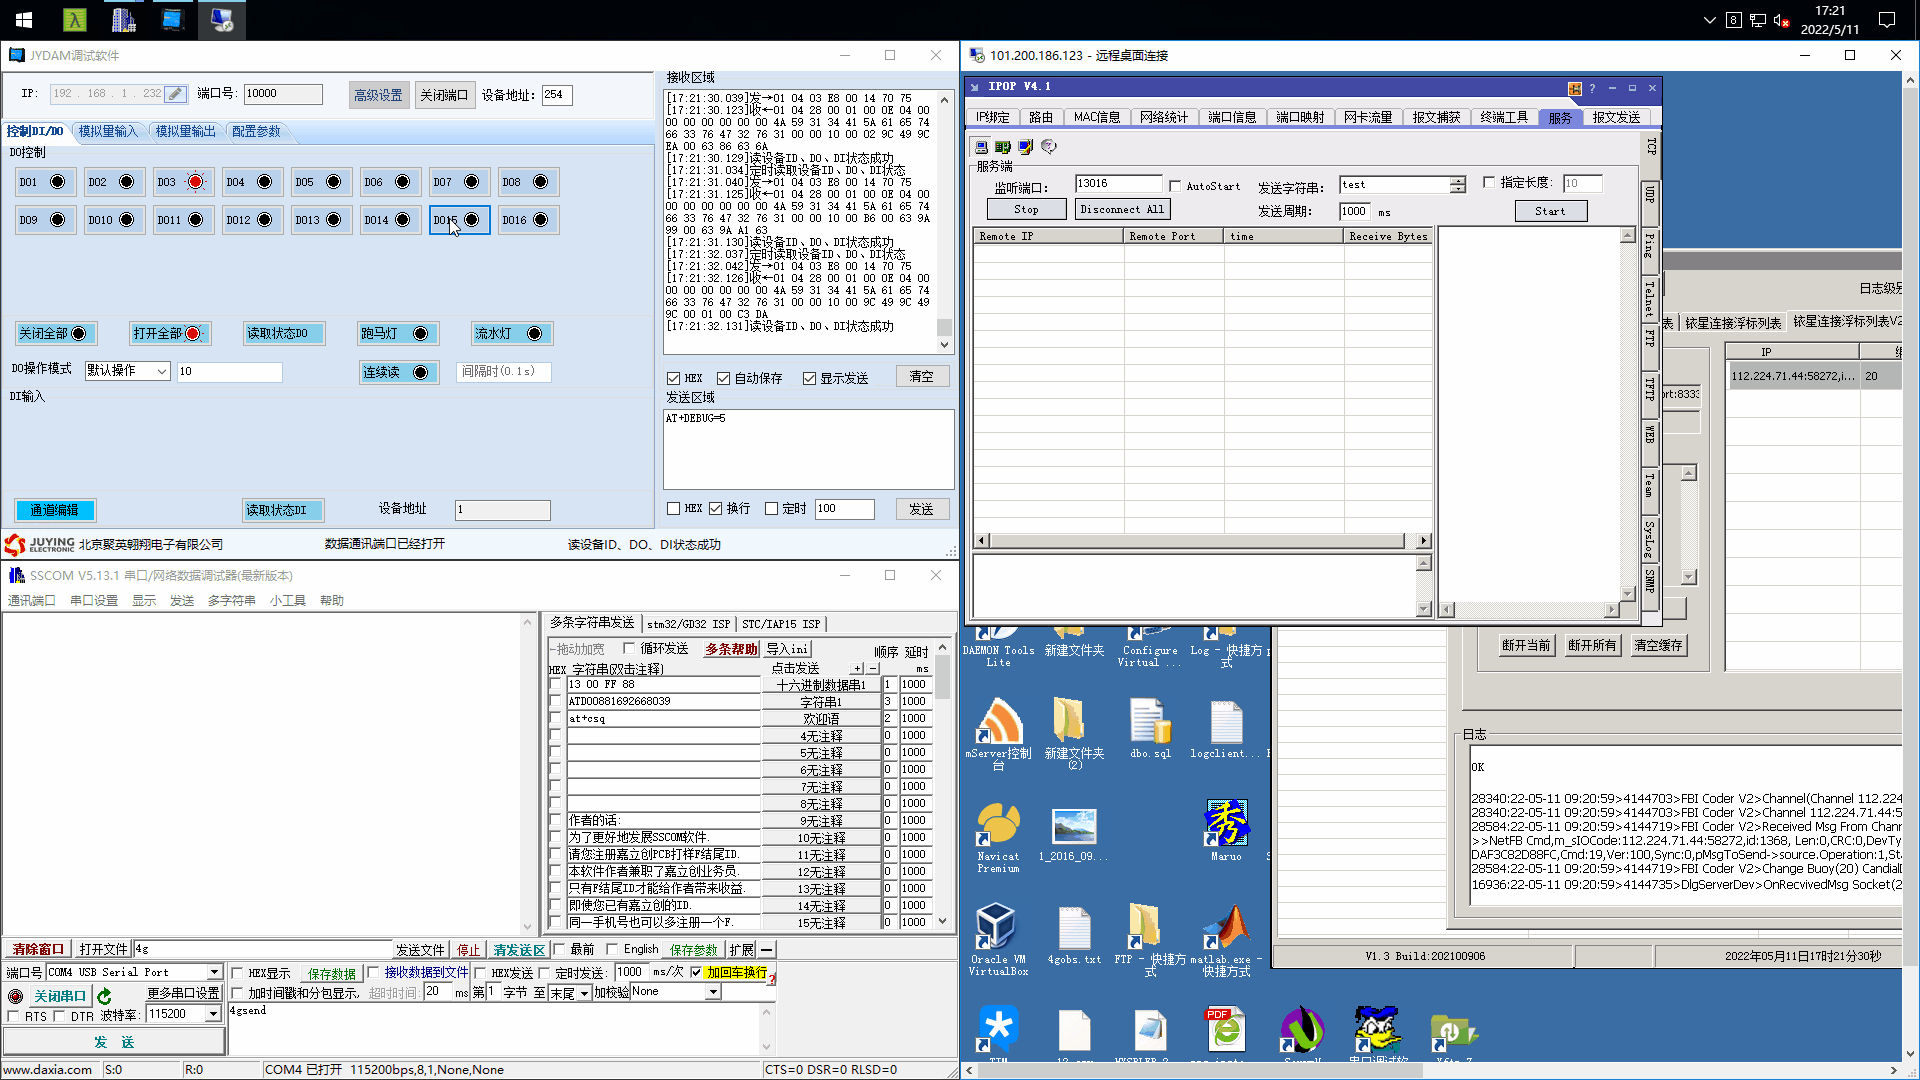 17:21
2022/5/11
JYDAM调试软件
IP: 192 . 168 . 1 . 232 端口号: 10000 高级设置 关闭端口 设备地址: 254
控制DI/DO 模拟量输入 模拟量输出 配置参数
DO控制
DO1 DO2 DO3 DO4 DO5 DO6 DO7 DO8
DO9 DO10 DO11 DO12 DO13 DO14 DO15 DO16
关闭全部 打开全部 读取状态DO 跑马灯 流水灯
DO操作模式 默认操作 10 连续读 间隔时(0.1s)
DI输入
通道编辑 读取状态DI 设备地址 1
JUYING ELECTRONIC 北京聚英翱翔电子有限公司 数据通讯端口已经打开 读设备ID、DO、DI状态成功
接收区域
[17:21:30.039]发→01 04 03 E8 00 14 70 75
[17:21:30.125]收←01 04 28 00 01 00 0E 04 00
00 00 00 00 00 00 4A 59 31 34 41 5A 61 65 74
66 33 76 47 32 76 31 00 00 10 00 02 9C 49 9C
EA 00 63 86 63 6A
[17:21:30.129]读设备ID、DO、DI状态成功
[17:21:31.034]定时读取设备ID、DO、DI状态
[17:21:31.040]发→01 04 03 E8 00 14 70 75
[17:21:31.125]收←01 04 28 00 01 00 0E 04 00
00 00 00 00 00 00 4A 59 31 34 41 5A 61 65 74
66 33 76 47 32 76 31 00 00 10 00 B6 00 63 9A
99 00 63 9A A1 63
[17:21:31.130]读设备ID、DO、DI状态成功
[17:21:32.037]定时读取设备ID、DO、DI状态
[17:21:32.042]发→01 04 03 E8 00 14 70 75
[17:21:32.126]收←01 04 28 00 01 00 0E 04 00
00 00 00 00 00 00 4A 59 31 34 41 5A 61 65 74
66 33 76 47 32 76 31 00 00 10 00 9C 49 9C 49
9C 00 01 00 C3 DA
[17:21:32.131]读设备ID、DO、DI状态成功
HEX 自动保存 显示发送 清空
发送区域
AT+DEBUG=5
HEX 换行 定时 100 发送
SSCOM V5.13.1 串口/网络数据调试器(最新版本)
通讯端口 串口设置 显示 发送 多字符串 小工具 帮助
多条字符串发送 stm32/GD32 ISP STC/IAP15 ISP
←拖动加宽 循环发送 多条帮助 导入ini 顺序 延时
HEX 字符串(双击注释) 点击发送 + − ms
13 00 FF 88 十六进制数据串1 1 1000
ATD00881692668039 字符串1 3 1000
at+csq 欢迎语 2 1000
4无注释 0 1000
5无注释 0 1000
6无注释 0 1000
7无注释 0 1000
8无注释 0 1000
作者的话: 9无注释 0 1000
为了更好地发展SSCOM软件. 10无注释 0 1000
请您注册嘉立创PCB打样F结尾ID. 11无注释 0 1000
本软件作者兼职了嘉立创业务员. 12无注释 0 1000
只有F结尾ID才能给作者带来收益. 13无注释 0 1000
即使您已有嘉立创的ID. 14无注释 0 1000
同一手机号也可以多注册一个F. 15无注释 0 1000
清除窗口 打开文件 4g 发送文件 停止 清发送区 最前 English 保存参数 扩展 —
端口号 COM4 USB Serial Port HEX显示 保存数据 接收数据到文件 HEX发送 定时发送: 1000 ms/次 加回车换行
关闭串口 更多串口设置 加时间戳和分包显示, 超时时间: 20 ms 第1 字节 至 末尾 加校验 None
RTS DTR 波特率: 115200 4gsend
发 送
www.daxia.com S:0 R:0 COM4 已打开 115200bps,8,1,None,None CTS=0 DSR=0 RLSD=0
101.200.186.123 - 远程桌面连接
IPOP V4.1
IP绑定 路由 MAC信息 网络统计 端口信息 端口映射 网卡流量 报文捕获 终端工具 服务 报文发送
服务端
监听端口: 13016 AutoStart 发送字符串: test 指定长度: 10
Stop Disconnect All 发送周期: 1000 ms Start
Remote IP Remote Port time Receive Bytes
TCP
UDP
Ping
Telnet
FTP
TFTP
WEB
Team
SysLog
SNMP
日志级别
表 铱星连接浮标列表 铱星连接浮标列表V2
IP
112.224.71.44:58272,i... 20
断开当前 断开所有 清空缓存
日志
OK
28340:22-05-11 09:20:59>4144703>FBI Coder V2>Channel(Channel 112.224
28340:22-05-11 09:20:59>4144703>FBI Coder V2>Channel 112.224.71.44:5
28584:22-05-11 09:20:59>4144719>FBI Coder V2>Received Msg From Chann
>>NetFB Cmd,m_sIOCode:112.224.71.44:58272,id:1368, Len:0,CRC:0,DevTy
DAF3C82D88FC,Cmd:19,Ver:100,Sync:0,pMsgToSend->source.Operation:1,Sta
28584:22-05-11 09:20:59>4144719>FBI Coder V2>Change Buoy(20) Candial
16936:22-05-11 09:20:59>4144735>DlgServerDev>OnRecvivedMsg Socket(2
V1.3 Build:202100906 2022年05月11日17时21分30秒
DAEMON Tools Lite 新建文件夹 Configure Virtual ... Log - 快捷方式
mServer控制台 新建文件夹 (2) dbo.sql logclient...
Navicat Premium 1_2016_09... Maruo
Oracle VM VirtualBox 4gobs.txt FTP - 快捷方式 matlab.exe - 快捷方式